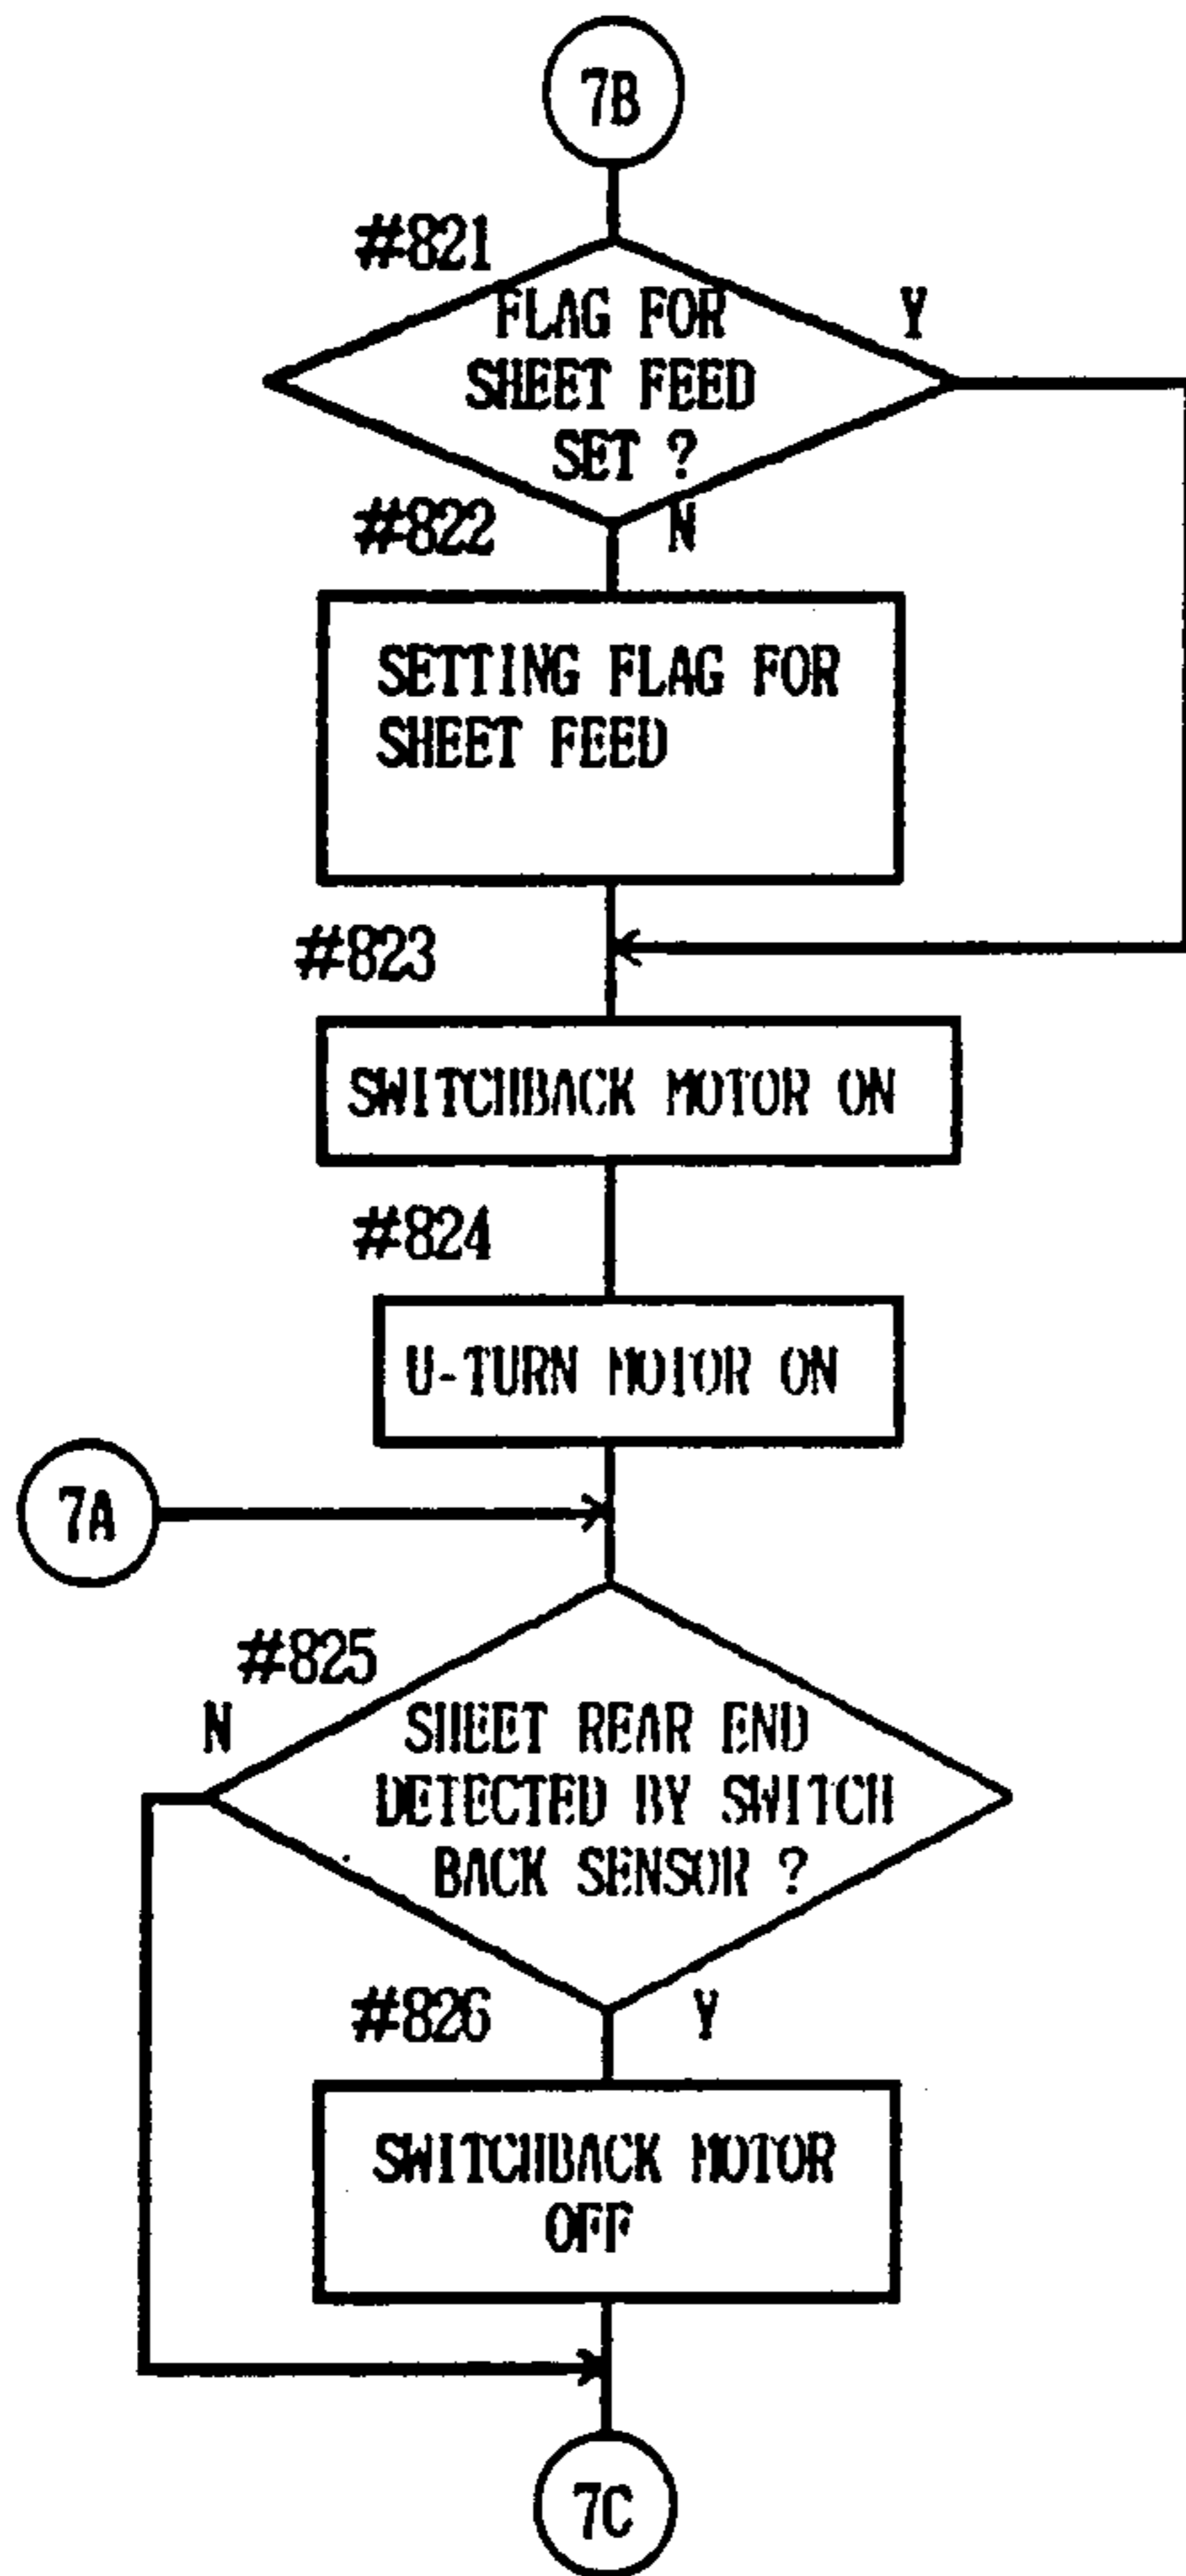 7B
#821
FLAG FOR
Y
SHEET FEED
SET ?
#822
N
SETTING FLAG FOR
SHEET FEED
#823
SWITCHBACK MOTOR ON
#824
U-TURN MOTOR ON
7A
#825
N
SHEET REAR END
DETECTED BY SWITCH
BACK SENSOR ?
#826
Y
SWITCHBACK MOTOR
OFF
7C